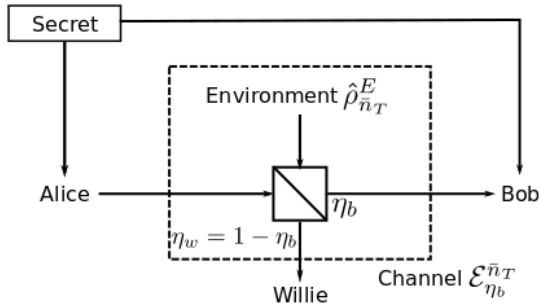 Secret
Environment $\hat{\rho}^{E}_{\bar{n}_T}$
Alice
$\eta_b$
Bob
$\eta_w = 1 - \eta_b$
Channel $\mathcal{E}^{\bar{n}_T}_{\eta_b}$
Willie